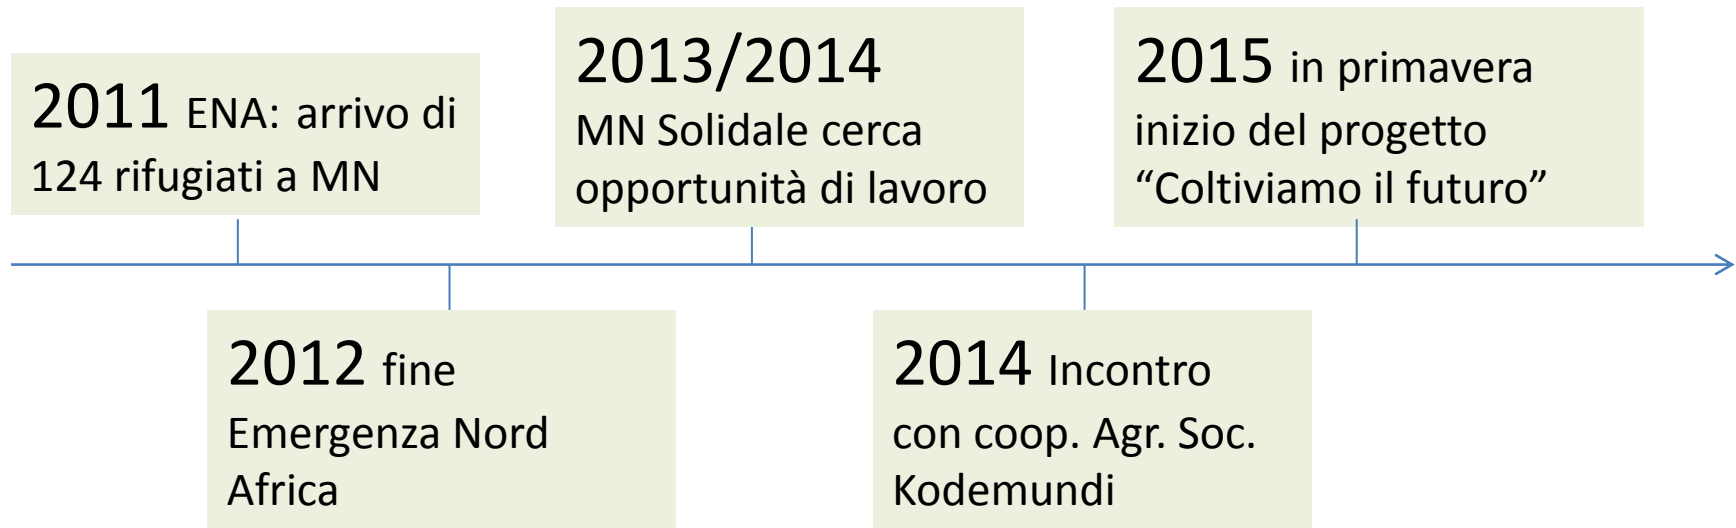 2011 ENA: arrivo di
124 rifugiati a MN
2012 fine
Emergenza Nord
Africa
2013/2014
MN Solidale cerca
opportunità di lavoro
2014 Incontro
con coop. Agr. Soc.
Kodemundi
2015 in primavera
inizio del progetto
“Coltiviamo il futuro”